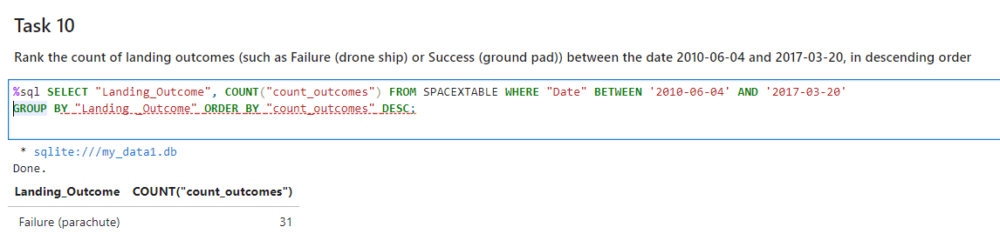 Task 10
Rank the count of landing outcomes (such as Failure (drone ship) or Success (ground pad)) between the date 2010-06-04 and 2017-03-20, in descending order
%sql SELECT "Landing_Outcome", COUNT("count_outcomes") FROM SPACEXTABLE WHERE "Date" BETWEEN '2010-06-04' AND '2017-03-20'
GROUP BY "Landing _Outcome" ORDER BY "count_outcomes" DESC;
* sqlite:///my_data1.db
Done.
Landing_Outcome COUNT("count_outcomes")
Failure (parachute) 31